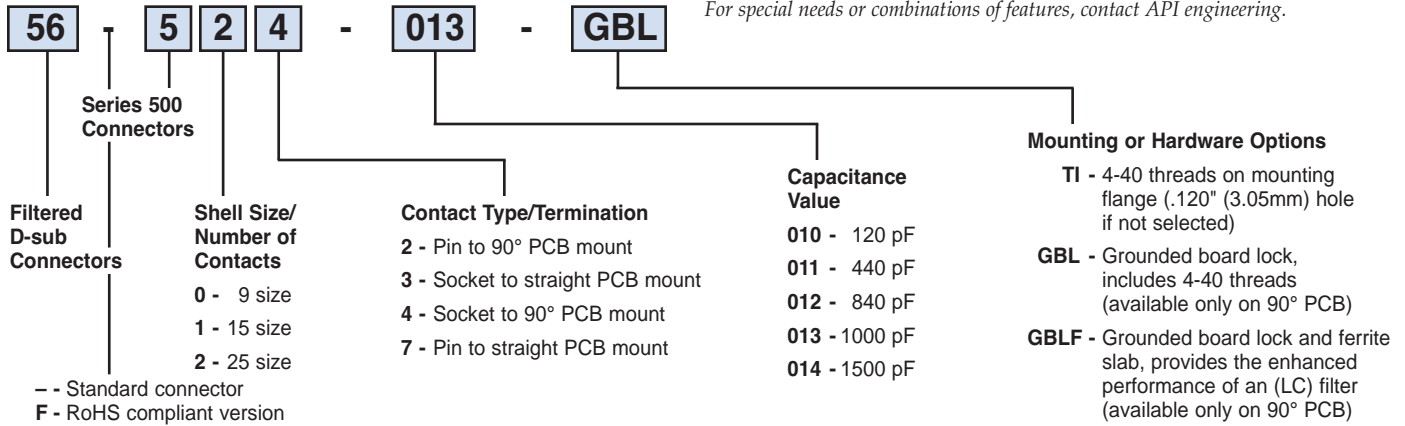 For special needs or combinations of features, contact API engineering.
56 - 5 2 4 - 013 - GBL
Series 500
Connectors
Filtered
D-sub
Connectors
– - Standard connector
F - RoHS compliant version
Shell Size/
Number of
Contacts
0 - 9 size
1 - 15 size
2 - 25 size
Contact Type/Termination
2 - Pin to 90° PCB mount
3 - Socket to straight PCB mount
4 - Socket to 90° PCB mount
7 - Pin to straight PCB mount
Capacitance
Value
010 - 120 pF
011 - 440 pF
012 - 840 pF
013 - 1000 pF
014 - 1500 pF
Mounting or Hardware Options
TI - 4-40 threads on mounting
flange (.120" (3.05mm) hole
if not selected)
GBL - Grounded board lock,
includes 4-40 threads
(available only on 90° PCB)
GBLF - Grounded board lock and ferrite
slab, provides the enhanced
performance of an (LC) filter
(available only on 90° PCB)